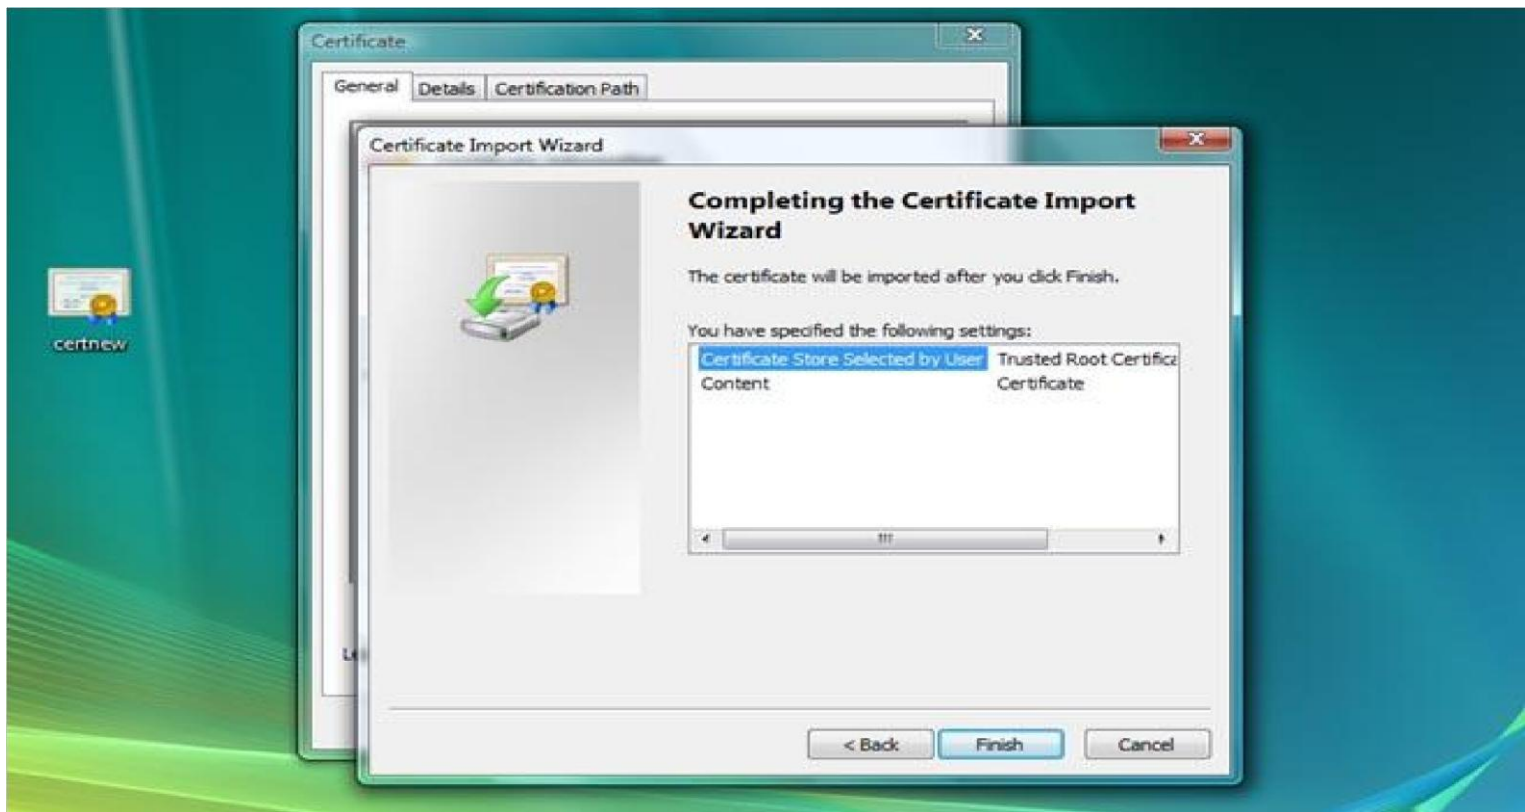 Certificate
General Details Certification Path
Certificate Import Wizard
Completing the Certificate Import
Wizard
The certificate will be imported after you click Finish.
You have specified the following settings:
Certificate Store Selected by User Trusted Root Certifica
Content Certificate
certnew
< Back Finish Cancel